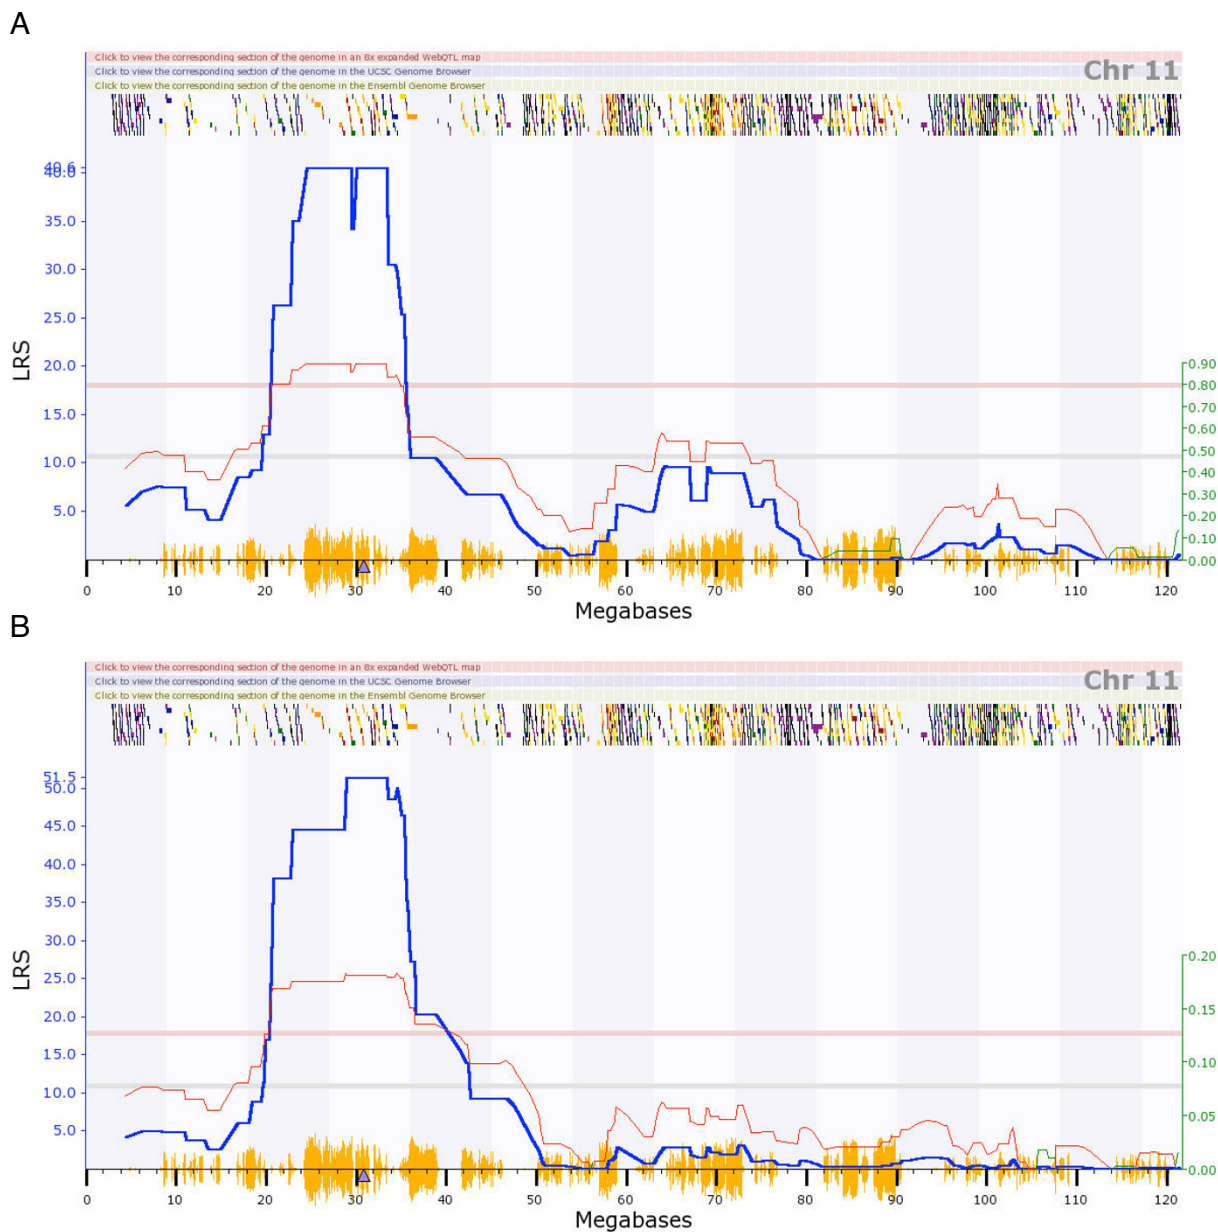 A
Click to view the corresponding section of the genome in an 8x expanded WebQTL map
Click to view the corresponding section of the genome in the UCSC Genome Browser
Click to view the corresponding section of the genome in the Ensembl Genome Browser
Chr 11
40.6
40.0
35.0
30.0
25.0
20.0
15.0
10.0
5.0
LRS
0.90
0.80
0.70
0.60
0.50
0.40
0.30
0.20
0.10
0.00
0 10 20 30 40 50 60 70 80 90 100 110 120
Megabases
B
Click to view the corresponding section of the genome in an 8x expanded WebQTL map
Click to view the corresponding section of the genome in the UCSC Genome Browser
Click to view the corresponding section of the genome in the Ensembl Genome Browser
Chr 11
51.5
50.0
45.0
40.0
35.0
30.0
25.0
20.0
15.0
10.0
5.0
LRS
0.20
0.15
0.10
0.05
0.00
0 10 20 30 40 50 60 70 80 90 100 110 120
Megabases